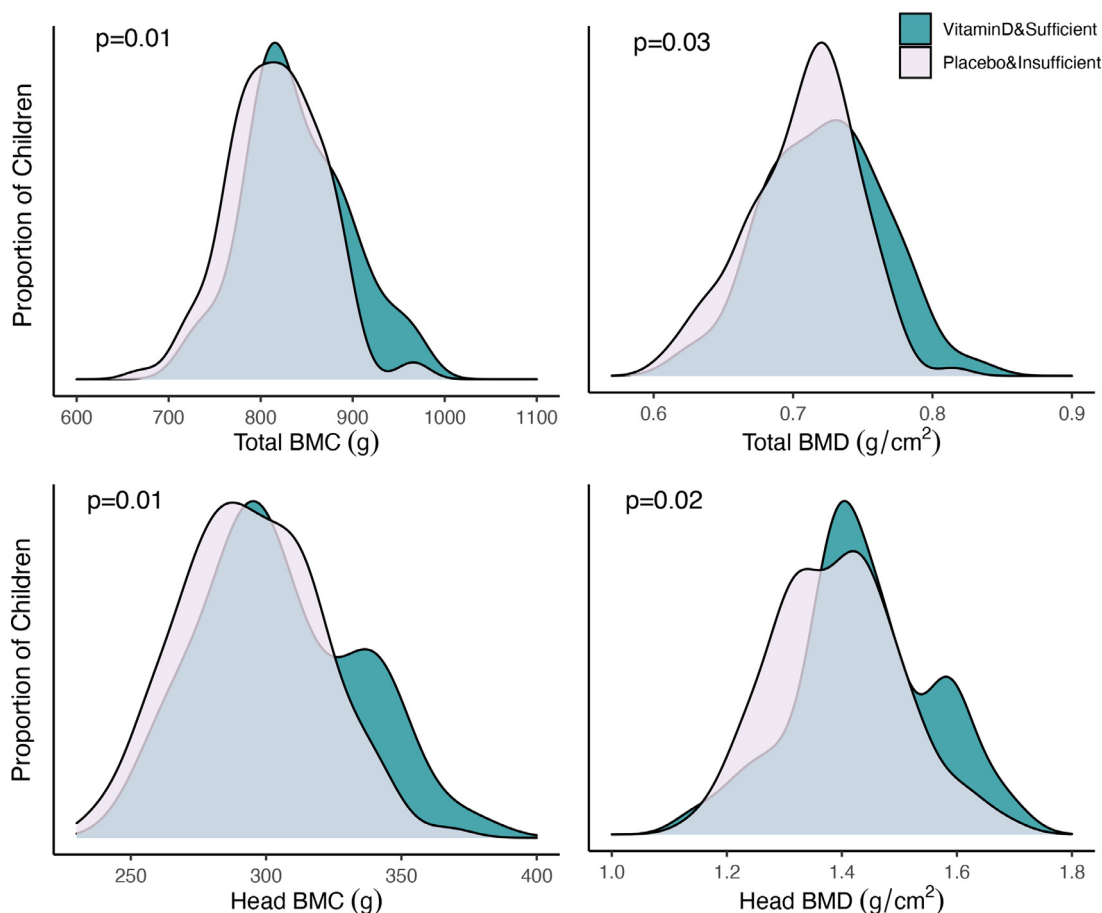 p=0.01
Proportion of Children
600 700 800 900 1000 1100
Total BMC (g)
p=0.03
VitaminD&Sufficient
Placebo&Insufficient
0.6 0.7 0.8 0.9
Total BMD (g/cm²)
p=0.01
Proportion of Children
250 300 350 400
Head BMC (g)
p=0.02
1.0 1.2 1.4 1.6 1.8
Head BMD (g/cm²)